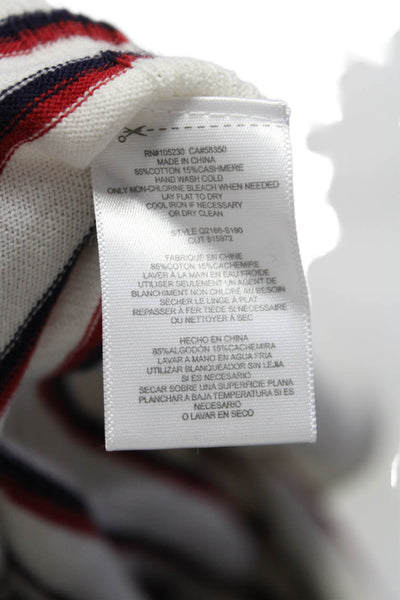 RN#105230 CA#58350
MADE IN CHINA
85%COTTON 15%CASHMERE
HAND WASH COLD
ONLY NON-CHLORINE BLEACH WHEN NEEDED
LAY FLAT TO DRY
COOL IRON IF NECESSARY
OR DRY CLEAN
STYLE Q2168-S190
CUT 515972
FABRIQUÉ EN CHINE
85%COTON 15%CACHEMIRE
LAVER À LA MAIN EN EAU FROIDE
UTILISER SEULEMENT UN AGENT DE
BLANCHIMENT NON CHLORÉ AU BESOIN
SÉCHER LE LINGE À PLAT
REPASSER À FER TIÈDE SI NÉCESSAIRE
OU NETTOYER À SEC
HECHO EN CHINA
85%ALGODÓN 15%CACHEMIRA
LAVAR A MANO EN AGUA FRÍA
UTILIZAR BLANQUEADOR SIN LEJIA
SI ES NECESARIO
SECAR SOBRE UNA SUPERFICIE PLANA
PLANCHAR A BAJA TEMPERATURA SI ES
NECESARIO
O LAVAR EN SECO